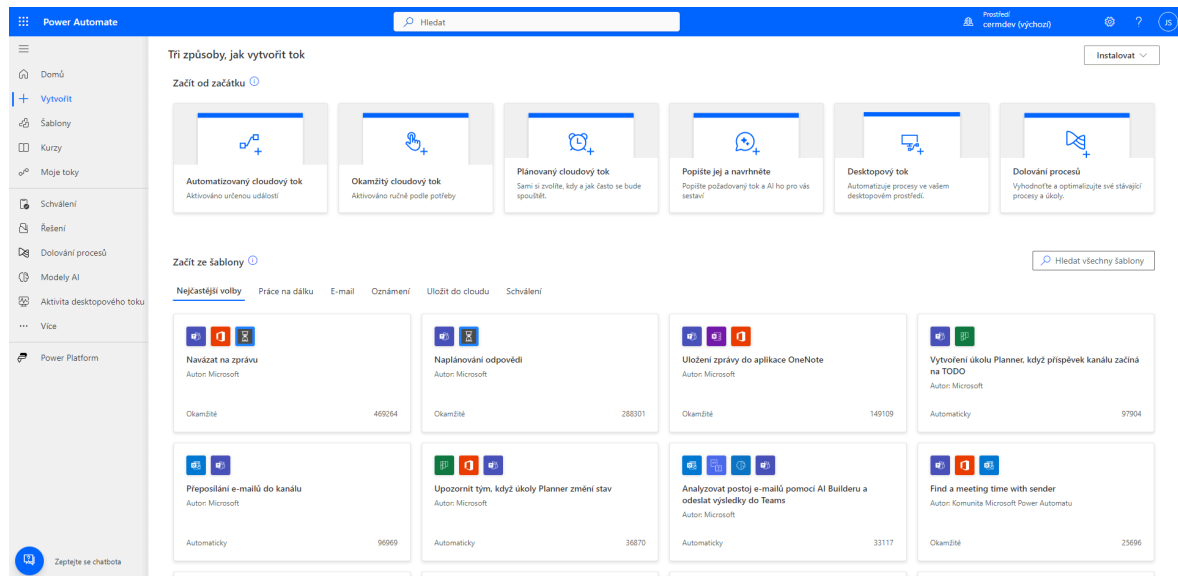 Power Automate
Hledat
Prostředí
cermdev (výchozí)
?
JS
Domů
Vytvořit
Šablony
Kurzy
Moje toky
Schválení
Řešení
Dolování procesů
Modely AI
Aktivita desktopového toku
Více
Power Platform
Zeptejte se chatbota
Tři způsoby, jak vytvořit tok
Instalovat
Začít od začátku
Automatizovaný cloudový tok
Aktivováno určenou událostí
Okamžitý cloudový tok
Aktivováno ručně podle potřeby
Plánovaný cloudový tok
Sami si zvolíte, kdy a jak často se bude
spouštět.
Popište jej a navrhněte
Popište požadovaný tok a AI ho pro vás
sestaví
Desktopový tok
Automatizuje procesy ve vašem
desktopovém prostředí.
Dolování procesů
Vyhodnoťte a optimalizujte své stávající
procesy a úkoly.
Začít ze šablony
Hledat všechny šablony
Nejčastější volby
Práce na dálku
E-mail
Oznámení
Uložit do cloudu
Schválení
Navázat na zprávu
Autor: Microsoft
Okamžité
469264
Naplánování odpovědi
Autor: Microsoft
Okamžité
288301
Uložení zprávy do aplikace OneNote
Autor: Microsoft
Okamžité
149109
Vytvoření úkolu Planner, když příspěvek kanálu začíná
na TODO
Autor: Microsoft
Automaticky
97904
Přeposílání e-mailů do kanálu
Autor: Microsoft
Automaticky
96969
Upozornit tým, když úkoly Planner změní stav
Autor: Microsoft
Automaticky
36870
Analyzovat postoj e-mailů pomocí AI Builderu a
odeslat výsledky do Teams
Autor: Microsoft
Automaticky
33117
Find a meeting time with sender
Autor: Komunita Microsoft Power Automatu
Okamžité
25696